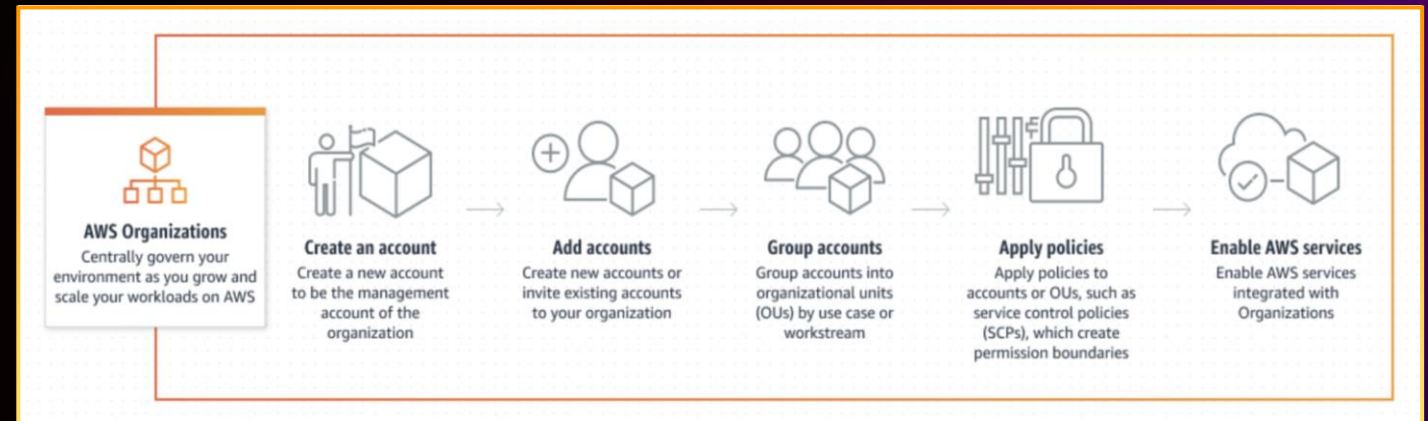 AWS Organizations
Centrally govern your
environment as you grow and
scale your workloads on AWS
Create an account
Create a new account
to be the management
account of the
organization
Add accounts
Create new accounts or
invite existing accounts
to your organization
Group accounts
Group accounts into
organizational units
(OUs) by use case or
workstream
Apply policies
Apply policies to
accounts or OUs, such as
service control policies
(SCPs), which create
permission boundaries
Enable AWS services
Enable AWS services
integrated with
Organizations